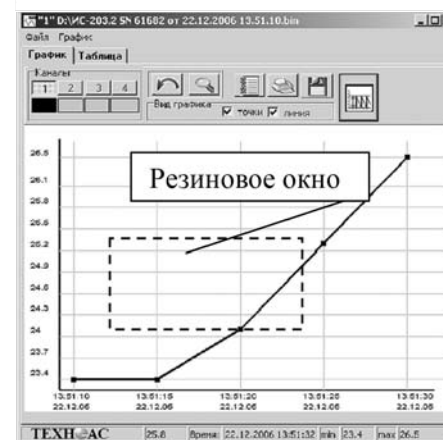 "1" D:\ИС-203.2 SN 61602 от 22.12.2006 13.51.10.bin
Файл График
График Таблица
Каналы
1 2 3 4
Вид графика
точки линия
Резиновое окно
26.5
26.1
25.8
25.5
25.2
24.9
24.6
24.3
24
23.7
23.4
13:51:10 13:51:15 13:51:20 13:51:25 13:51:30
22.12.06 22.12.06 22.12.06 22.12.06 22.12.06
ТЕХНО-АС 25.8 Время: 22.12.2006 13:51:32 min 23.4 max 26.5